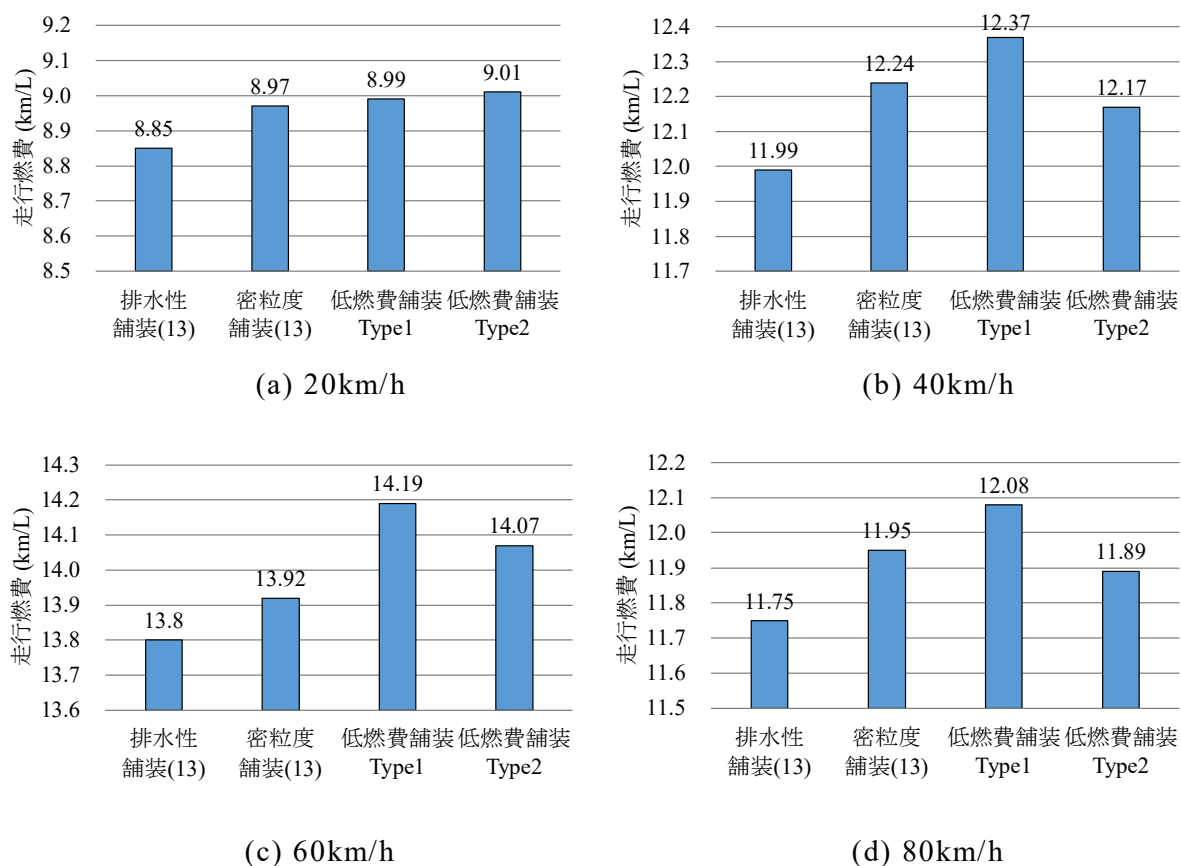 走行燃費 (km/L)
9.2
9.1
9.0
8.9
8.8
8.7
8.6
8.5
8.85
8.97
8.99
9.01
排水性
舗装(13)
密粒度
舗装(13)
低燃費舗装
Type1
低燃費舗装
Type2
(a) 20km/h
走行燃費 (km/L)
12.4
12.3
12.2
12.1
12.0
11.9
11.8
11.7
11.99
12.24
12.37
12.17
排水性
舗装(13)
密粒度
舗装(13)
低燃費舗装
Type1
低燃費舗装
Type2
(b) 40km/h
走行燃費 (km/L)
14.3
14.2
14.1
14.0
13.9
13.8
13.7
13.6
13.8
13.92
14.19
14.07
排水性
舗装(13)
密粒度
舗装(13)
低燃費舗装
Type1
低燃費舗装
Type2
(c) 60km/h
走行燃費 (km/L)
12.2
12.1
12.0
11.9
11.8
11.7
11.6
11.5
11.75
11.95
12.08
11.89
排水性
舗装(13)
密粒度
舗装(13)
低燃費舗装
Type1
低燃費舗装
Type2
(d) 80km/h